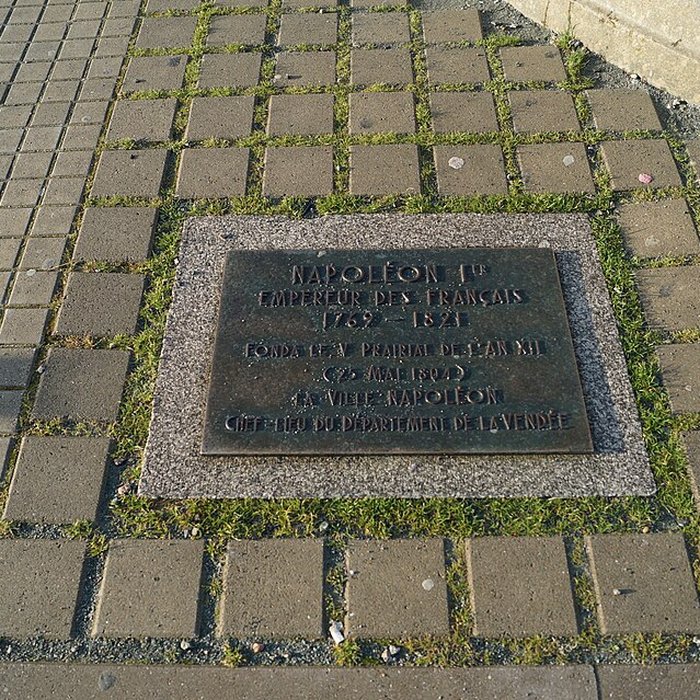 NAPOLÉON Iᴱᴿ
EMPEREUR DES FRANÇAIS
1769 - 1821
FONDA LE V PRAIRIAL DE L'AN XII
(25 MAI 1804)
LA VILLE NAPOLÉON
CHEF-LIEU DU DÉPARTEMENT DE LA VENDÉE